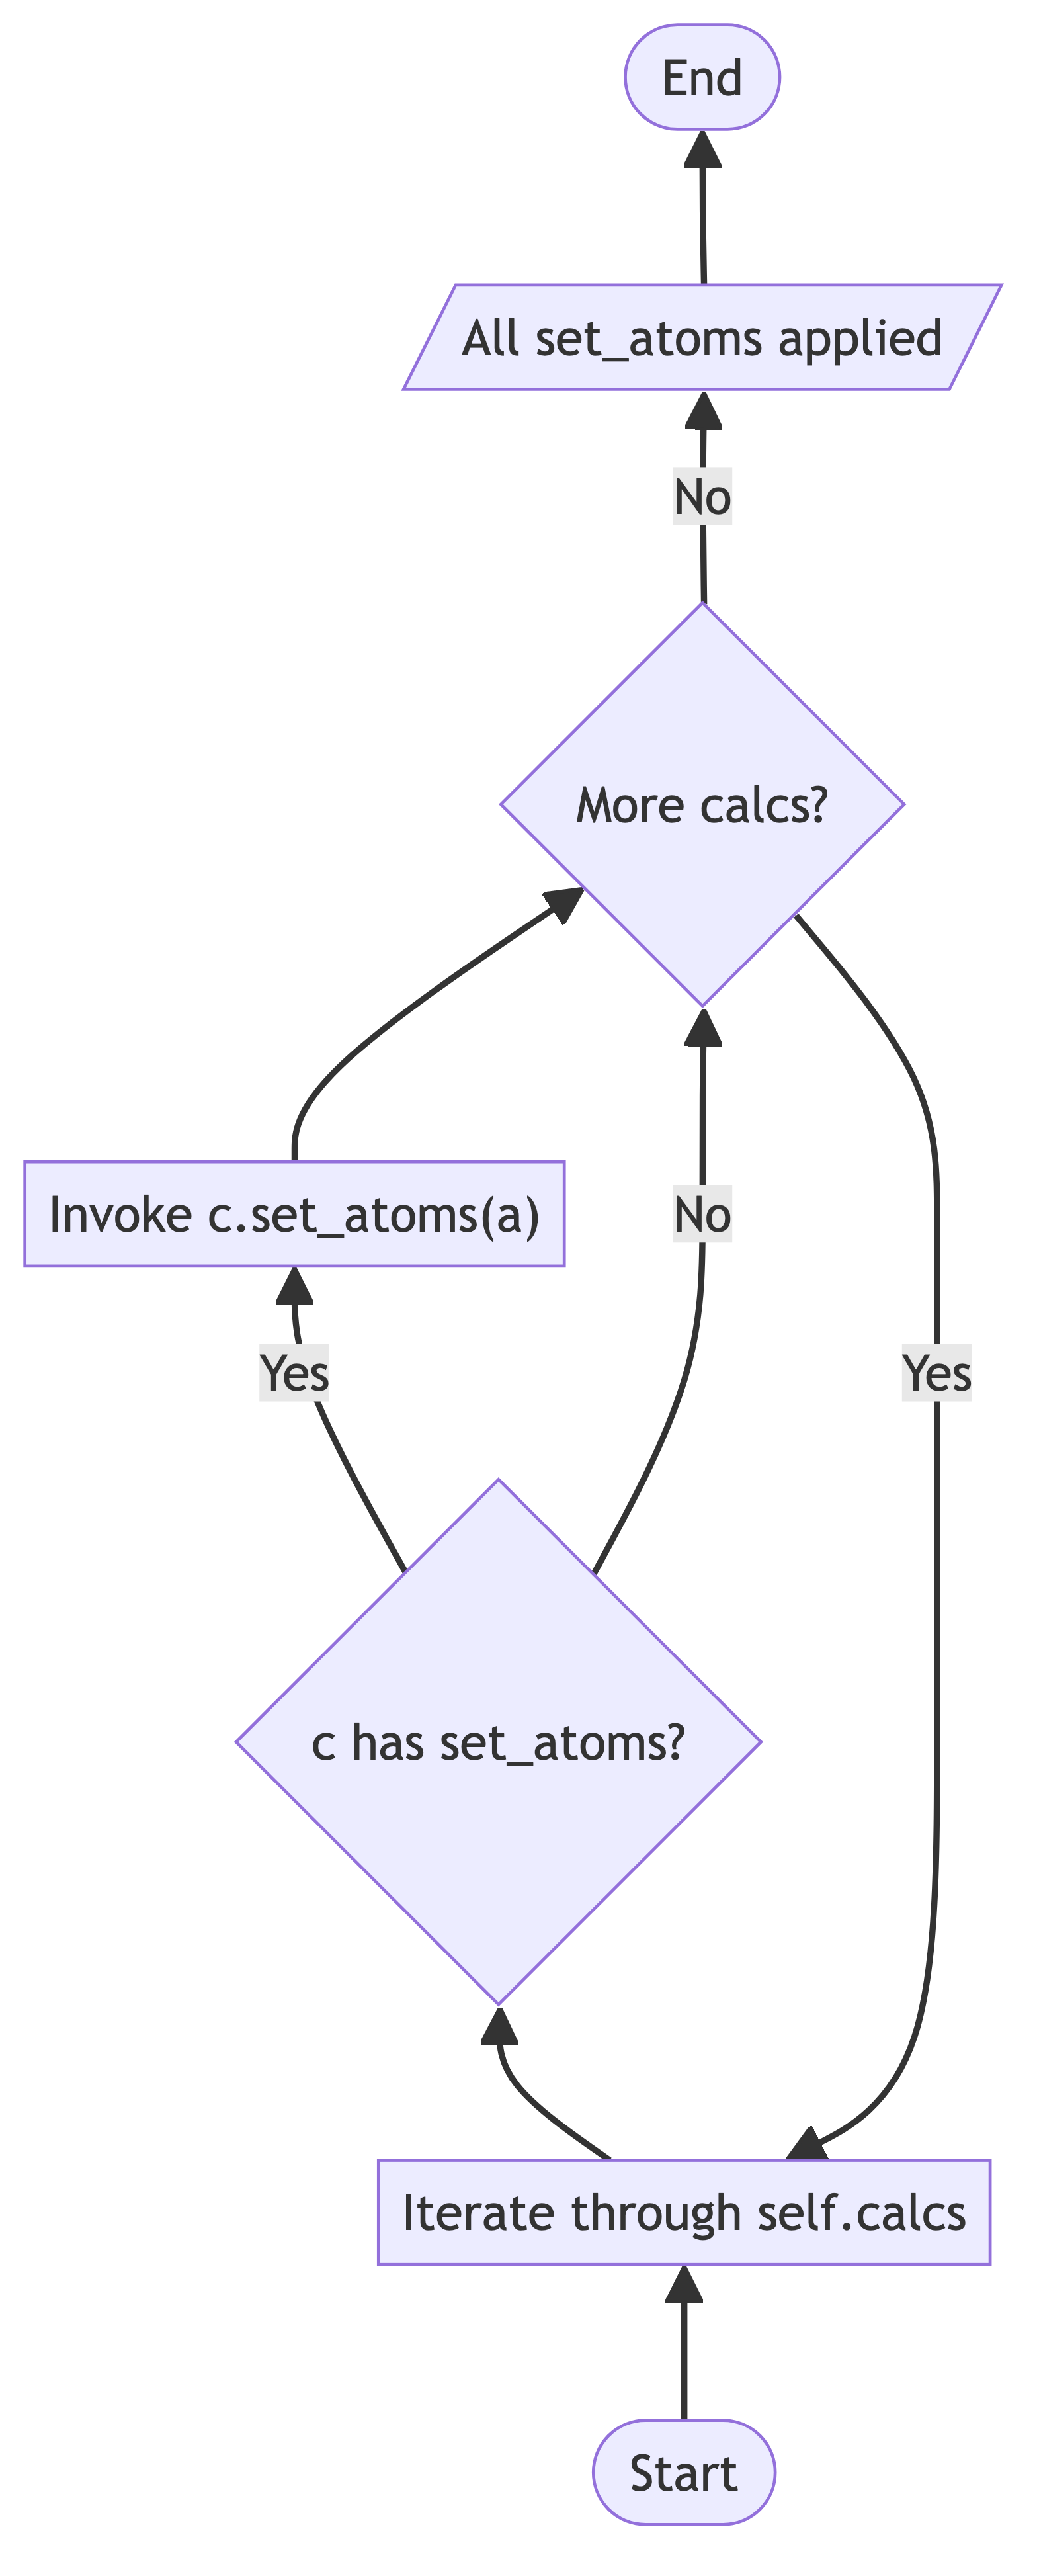 End
All set_atoms applied
No
More calcs?
Invoke c.set_atoms(a)
No
Yes
Yes
c has set_atoms?
Iterate through self.calcs
Start